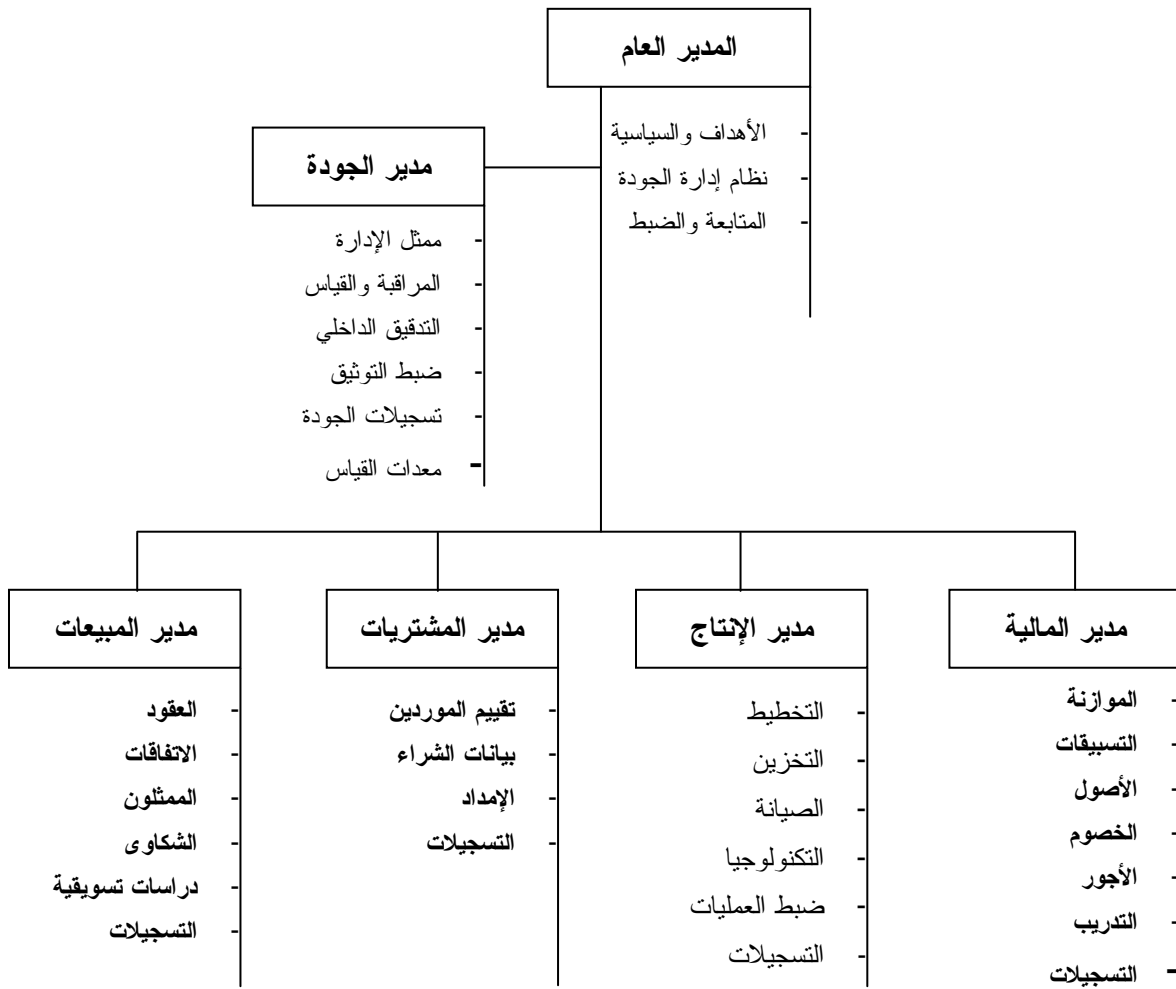 المدير العام
- الأهداف والسياسية
- نظام إدارة الجودة
- المتابعة والضبط
مدير الجودة
- ممثل الإدارة
- المراقبة والقياس
- التدقيق الداخلي
- ضبط التوثيق
- تسجيلات الجودة
- معدات القياس
مدير المالية
- الموازنة
- التسبيقات
- الأصول
- الخصوم
- الأجور
- التدريب
- التسجيلات
مدير الإنتاج
- التخطيط
- التخزين
- الصيانة
- التكنولوجيا
- ضبط العمليات
- التسجيلات
مدير المشتريات
- تقييم الموردين
- بيانات الشراء
- الإمداد
- التسجيلات
مدير المبيعات
- العقود
- الاتفاقات
- الممثلون
- الشكاوى
- دراسات تسويقية
- التسجيلات